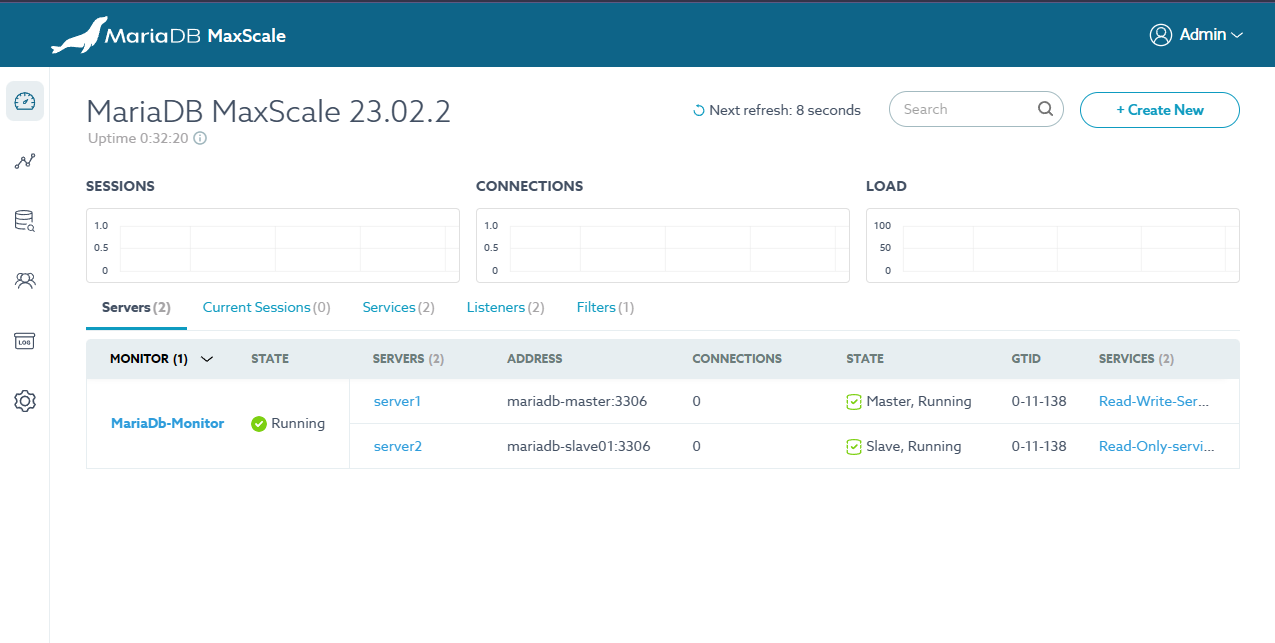 MariaDB MaxScale
Admin
MariaDB MaxScale 23.02.2
Next refresh: 8 seconds
Search
+ Create New
Uptime 0:32:20
SESSIONS
CONNECTIONS
LOAD
1.0
0.5
0
1.0
0.5
0
100
50
0
Servers (2)
Current Sessions (0)
Services (2)
Listeners (2)
Filters (1)
MONITOR (1) STATE SERVERS (2) ADDRESS CONNECTIONS STATE GTID SERVICES (2)
MariaDb-Monitor Running
server1 mariadb-master:3306 0 Master, Running 0-11-138 Read-Write-Ser...
server2 mariadb-slave01:3306 0 Slave, Running 0-11-138 Read-Only-servi...
LOG